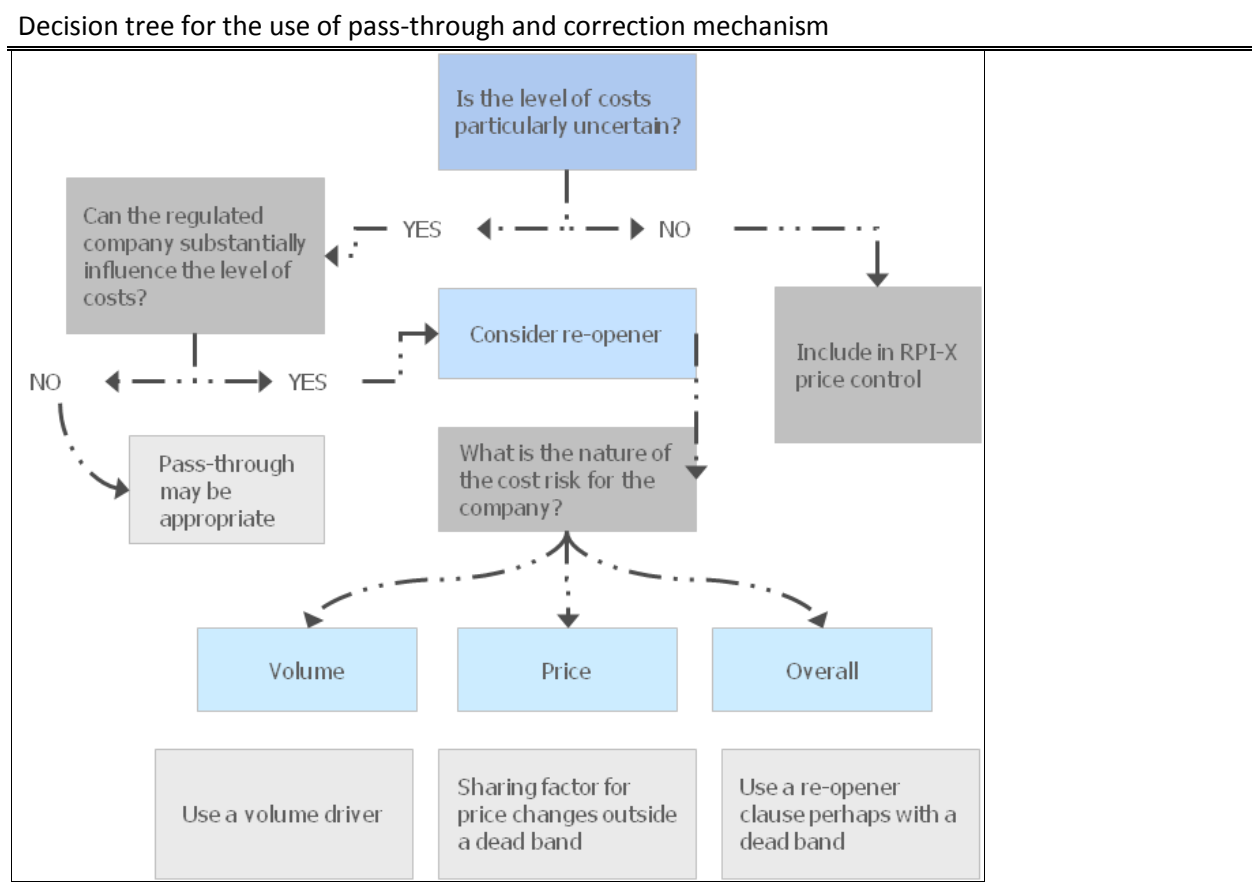 Decision tree for the use of pass-through and correction mechanism
Is the level of costs
particularly uncertain?
Can the regulated
company substantially
influence the level of
costs?
YES
NO
Consider re-opener
Include in RPI-X
price control
NO
YES
Pass-through
may be
appropriate
What is the nature of
the cost risk for the
company?
Volume
Price
Overall
Use a volume driver
Sharing factor for
price changes outside
a dead band
Use a re-opener
clause perhaps with a
dead band